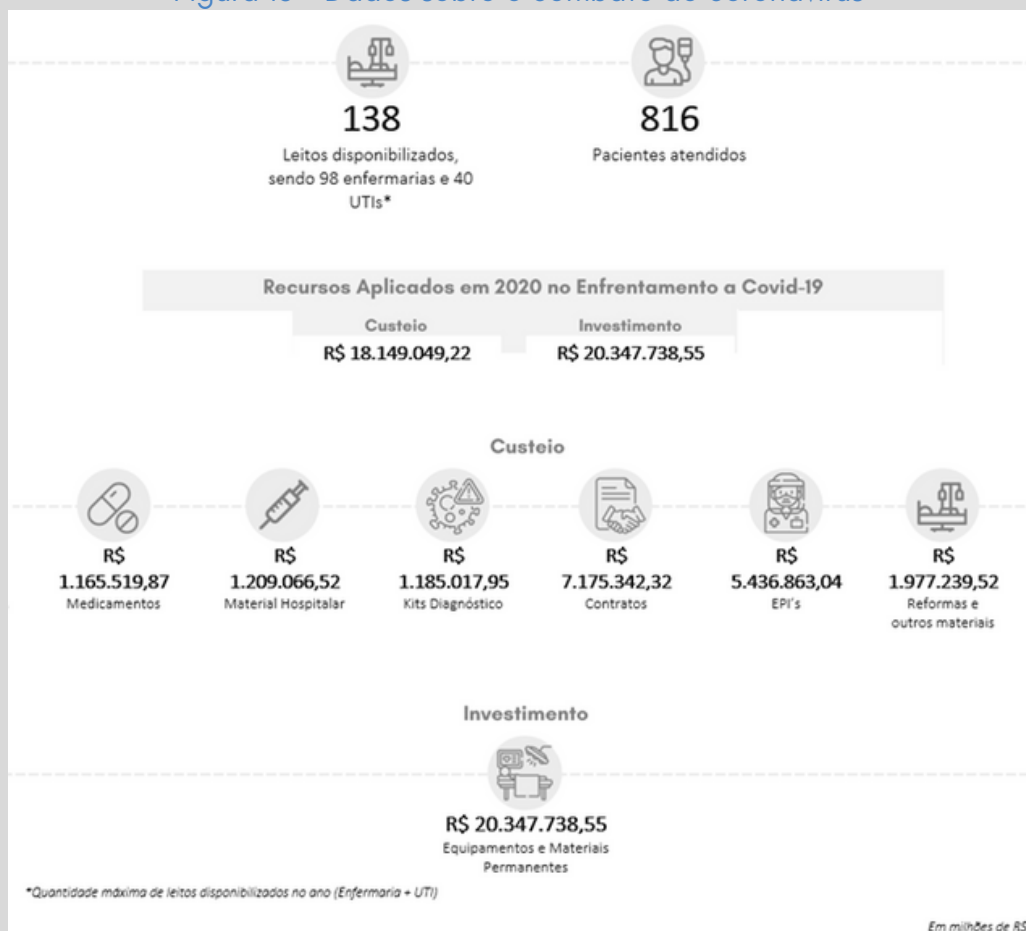 138
Leitos disponibilizados,
sendo 98 enfermarias e 40
UTIs*
816
Pacientes atendidos
Recursos Aplicados em 2020 no Enfrentamento a Covid-19
Custeio
R$ 18.149.049,22
Investimento
R$ 20.347.738,55
Custeio
R$
1.165.519,87
Medicamentos
R$
1.209.066,52
Material Hospitalar
R$
1.185.017,95
Kits Diagnóstico
R$
7.175.342,32
Contratos
R$
5.436.863,04
EPI's
R$
1.977.239,52
Reformas e
outros materiais
Investimento
R$ 20.347.738,55
Equipamentos e Materiais
Permanentes
*Quantidade máxima de leitos disponibilizados no ano (Enfermaria + UTI)
Em milhões de R$